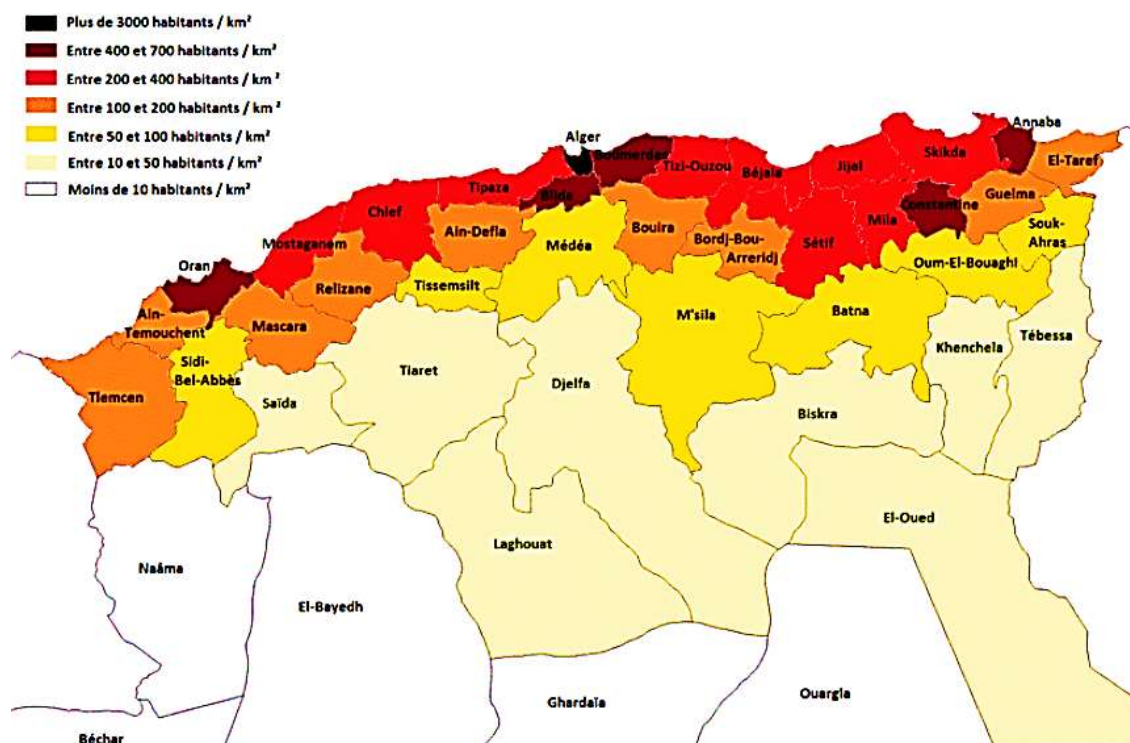 Plus de 3000 habitants / km²
Entre 400 et 700 habitants / km²
Entre 200 et 400 habitants / km²
Entre 100 et 200 habitants / km²
Entre 50 et 100 habitants / km²
Entre 10 et 50 habitants / km²
Moins de 10 habitants / km²
Alger
Annaba
Boumerdes
Tizi-Ouzou
Béjaia
Jijal
Skikda
El-Taref
Tipaza
Blida
Constantine
Guelma
Chlef
Aïn-Defla
Médéa
Bouira
Bordj-Bou-
Arreridj
Sétif
Mila
Souk-
Ahras
Mostaganem
Oum-El-Bouaghi
Oran
Relizane
Tissemsilt
M'sila
Batna
Aïn-
Temouchent
Mascara
Khenchela
Tébessa
Sidi-
Bel-Abbès
Tiaret
Djelfa
Tlemcen
Saïda
Biskra
El-Oued
Laghouat
Naâma
El-Bayedh
Ghardaïa
Ouargla
Béchar